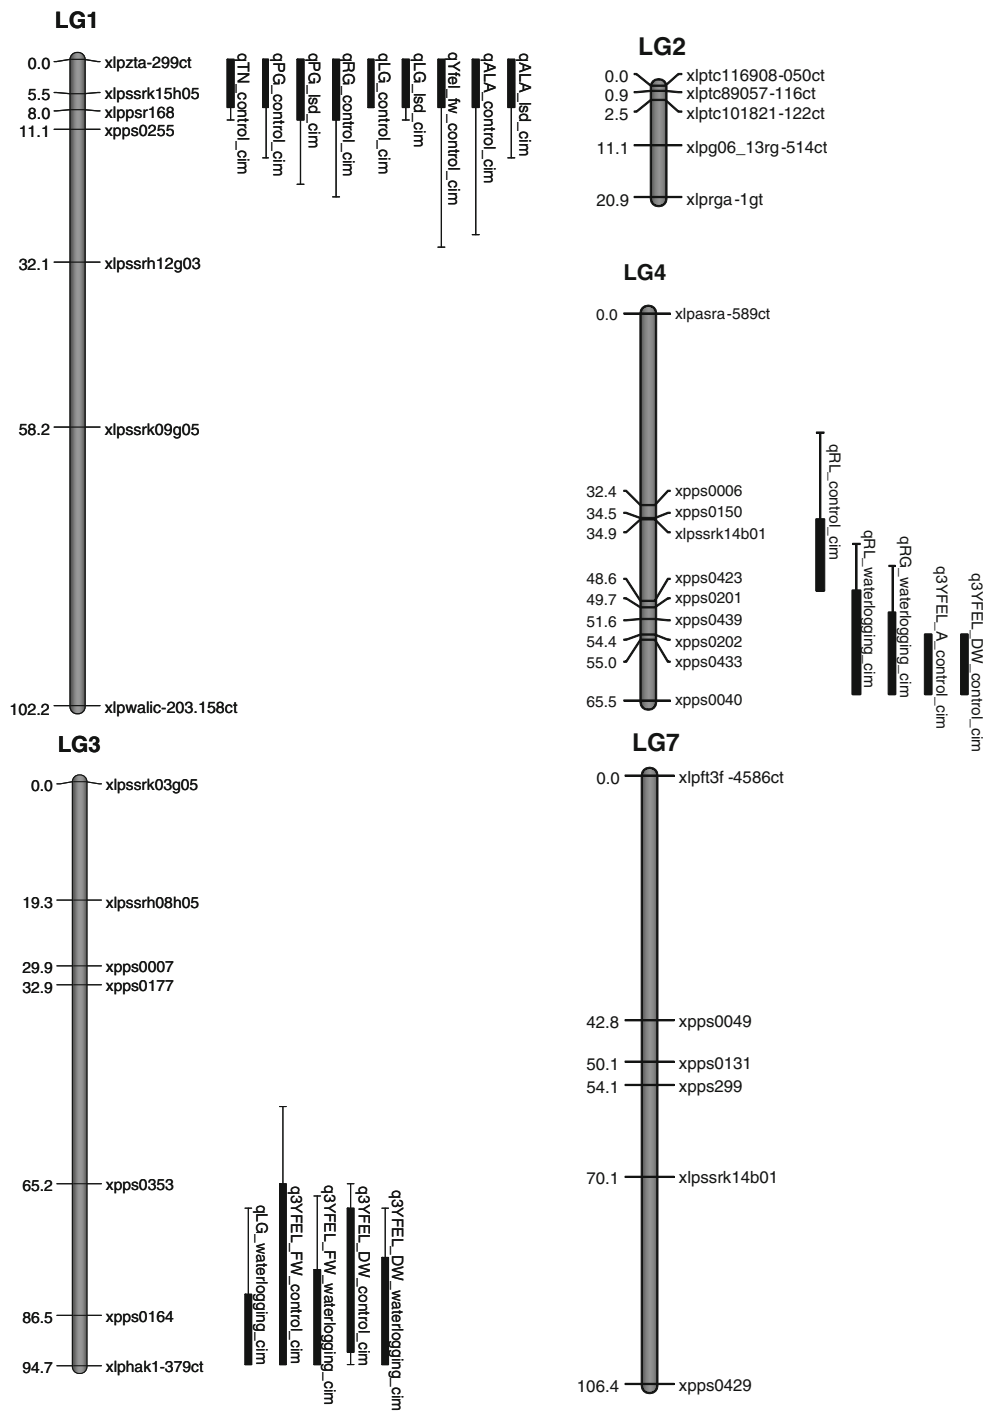 LG1
0.0 xlpzta-299ct
5.5 xlpssrk15h05
8.0 xlppsr168
11.1 xpps0255
32.1 xlpssrh12g03
58.2 xlpssrk09g05
102.2 xlpwalic-203.158ct
qTN_control_cim
qPG_control_cim
qPG_lsd_cim
qRG_control_cim
qLG_control_cim
qLG_lsd_cim
qYfel_fw_control_cim
qALA_control_cim
qALA_lsd_cim
LG2
0.0 xlptc116908-050ct
0.9 xlptc89057-116ct
2.5 xlptc101821-122ct
11.1 xlpg06_13rg-514ct
20.9 xlprga-1gt
LG4
0.0 xlpasra-589ct
32.4 xpps0006
34.5 xpps0150
34.9 xlpssrk14b01
48.6 xpps0423
49.7 xpps0201
51.6 xpps0439
54.4 xpps0202
55.0 xpps0433
65.5 xpps0040
qRL_control_cim
qRL_waterlogging_cim
qRG_waterlogging_cim
q3YFEL_A_control_cim
q3YFEL_DW_control_cim
LG3
0.0 xlpssrk03g05
19.3 xlpssrh08h05
29.9 xpps0007
32.9 xpps0177
65.2 xpps0353
86.5 xpps0164
94.7 xlphak1-379ct
qLG_waterlogging_cim
q3YFEL_FW_control_cim
q3YFEL_FW_waterlogging_cim
q3YFEL_DW_control_cim
q3YFEL_DW_waterlogging_cim
LG7
0.0 xlpft3f -4586ct
42.8 xpps0049
50.1 xpps0131
54.1 xpps299
70.1 xlpssrk14b01
106.4 xpps0429